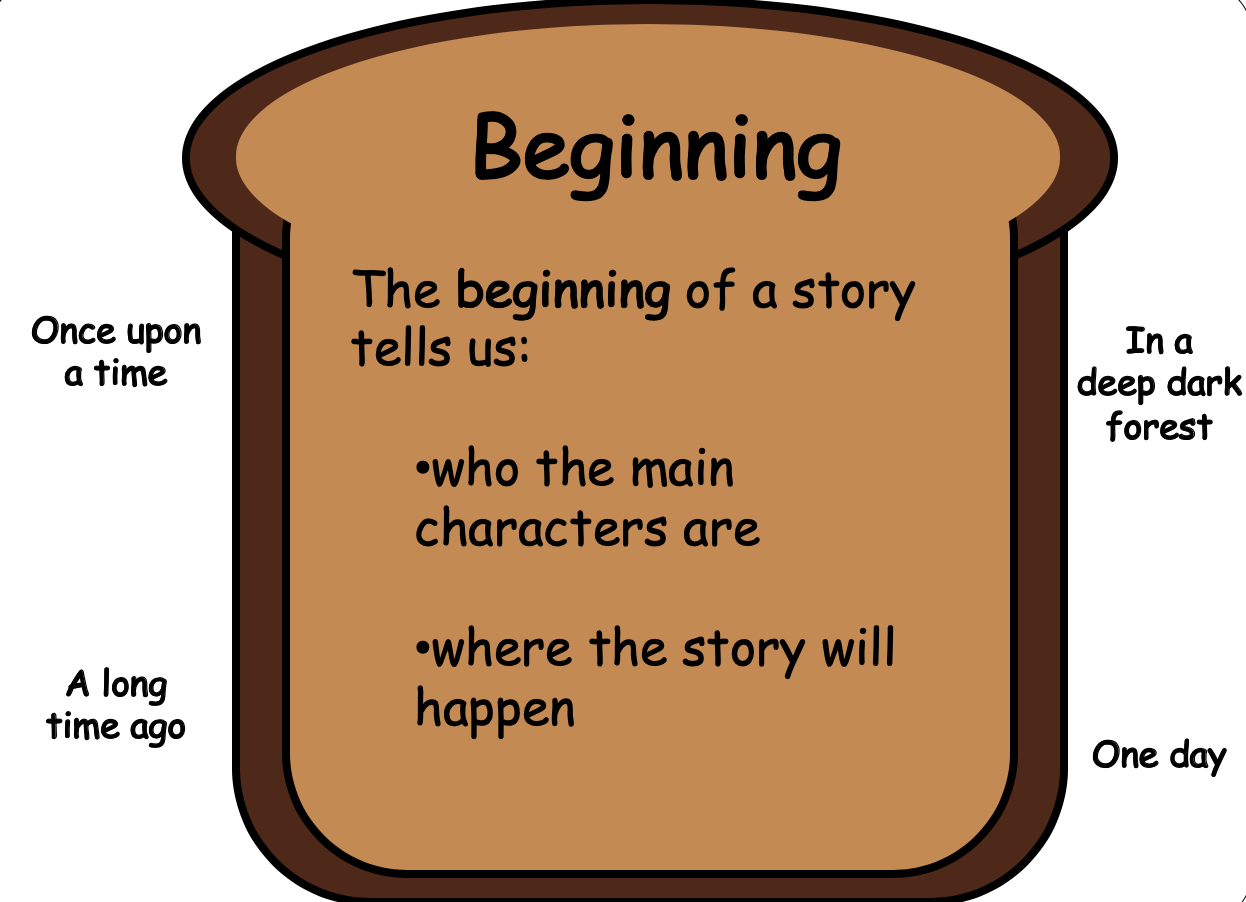 Beginning
The beginning of a story
tells us:
•who the main
characters are
•where the story will
happen
Once upon
a time
A long
time ago
In a
deep dark
forest
One day